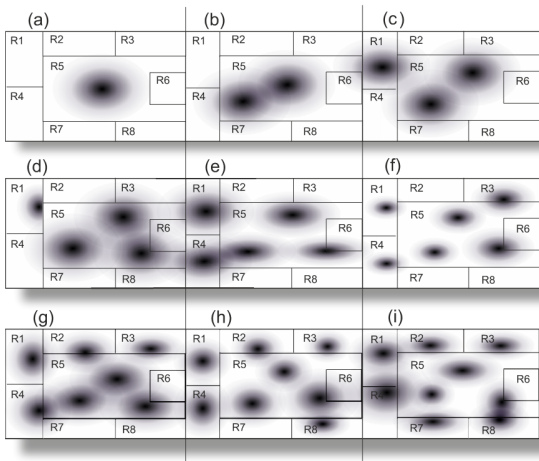 (a) (b) (c)
R1 R2 R3 R2 R3 R1 R2 R3
R5 R5 R5
R6 R6 R6
R4 R4 R4
R7 R8 R7 R8 R7 R8
(d) (e) (f)
R1 R2 R3 R1 R2 R3 R1 R2 R3
R5 R5 R5
R6 R6 R6
R4 R4 R4
R7 R8 R7 R8 R7 R8
(g) (h) (i)
R1 R2 R3 R1 R2 R3 R1 R2 R3
R5 R5 R5
R6 R6 R6
R4 R4 R4
R7 R8 R7 R8 R7 R8